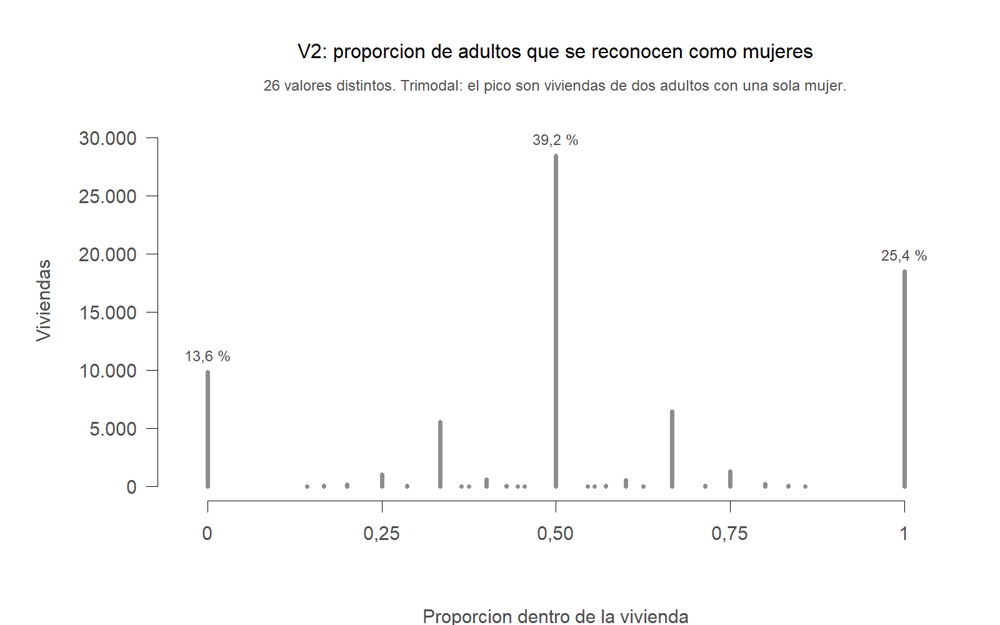 V2: proporcion de adultos que se reconocen como mujeres
26 valores distintos. Trimodal: el pico son viviendas de dos adultos con una sola mujer.
30.000
39,2 %
25.000
20.000
25,4 %
Viviendas
15.000
13,6 %
10.000
5.000
0
0 0,25 0,50 0,75 1
Proporcion dentro de la vivienda